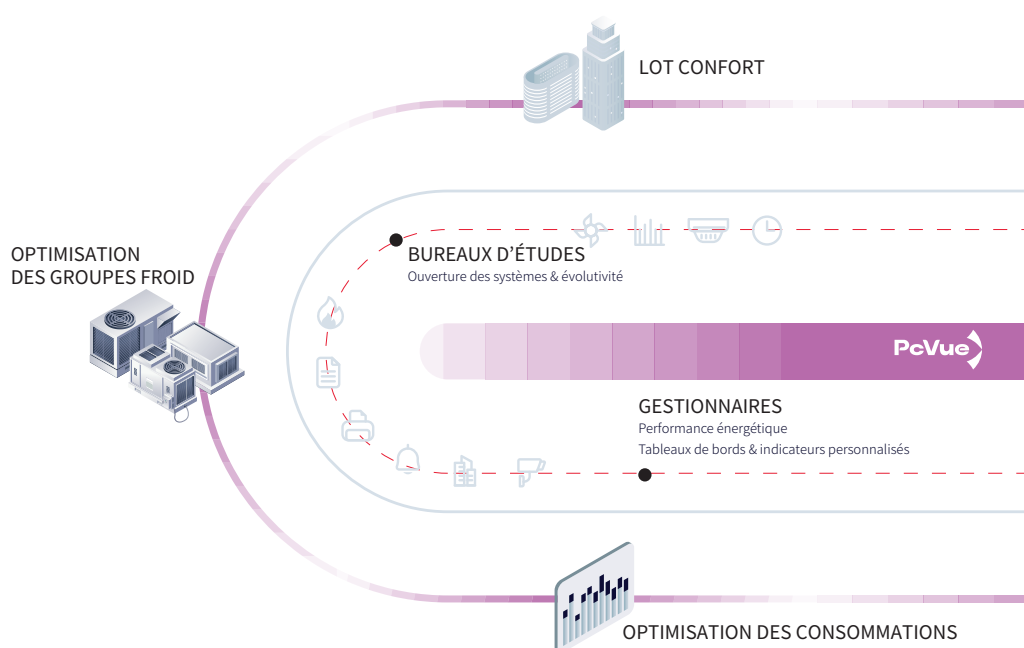 LOT CONFORT
OPTIMISATION
DES GROUPES FROID
BUREAUX D’ÉTUDES
Ouverture des systèmes & évolutivité
PcVue
GESTIONNAIRES
Performance énergétique
Tableaux de bords & indicateurs personnalisés
OPTIMISATION DES CONSOMMATIONS